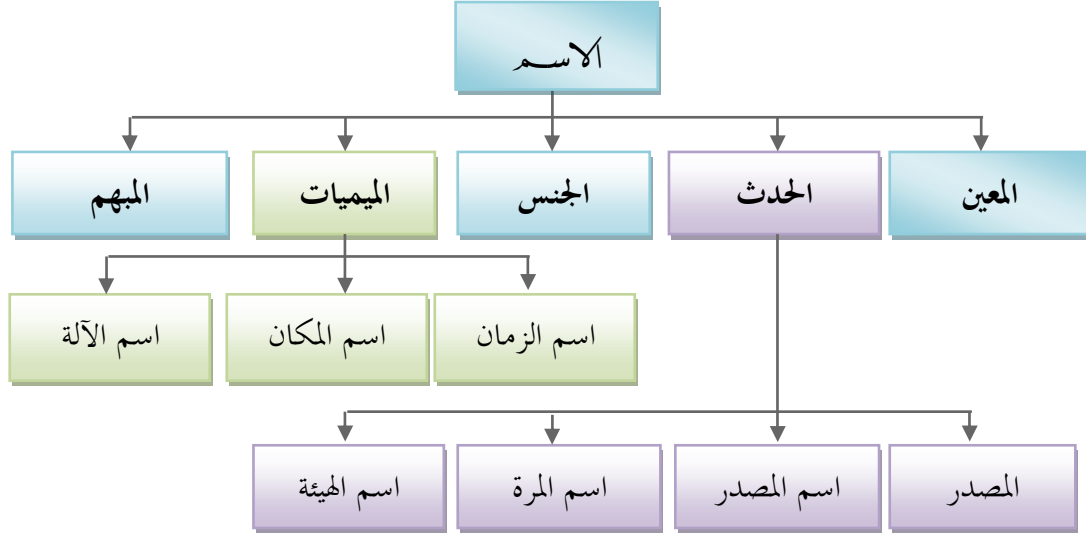 الاسم
المعين
الحدث
الجنس
الميميات
المبهم
اسم الزمان
اسم المكان
اسم الآلة
المصدر
اسم المصدر
اسم المرة
اسم الهيئة